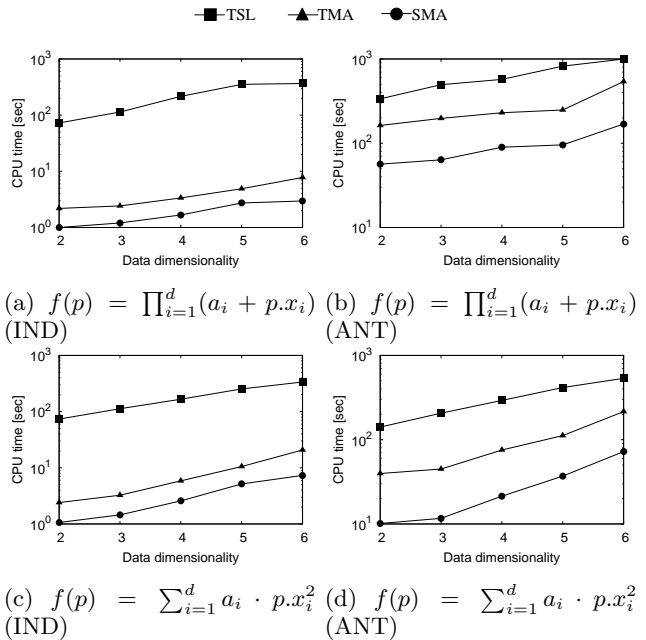 TSL TMA SMA
10^3
10^2
10^1
10^0
CPU time [sec]
2 3 4 5 6
Data dimensionality
10^3
10^2
10^1
CPU time [sec]
2 3 4 5 6
Data dimensionality
(a) f(p) = ∏_{i=1}^{d}(a_i + p.x_i)
(IND)
(b) f(p) = ∏_{i=1}^{d}(a_i + p.x_i)
(ANT)
10^3
10^2
10^1
10^0
CPU time [sec]
2 3 4 5 6
Data dimensionality
10^3
10^2
10^1
CPU time [sec]
2 3 4 5 6
Data dimensionality
(c) f(p) = ∑_{i=1}^{d} a_i · p.x_i^2
(IND)
(d) f(p) = ∑_{i=1}^{d} a_i · p.x_i^2
(ANT)